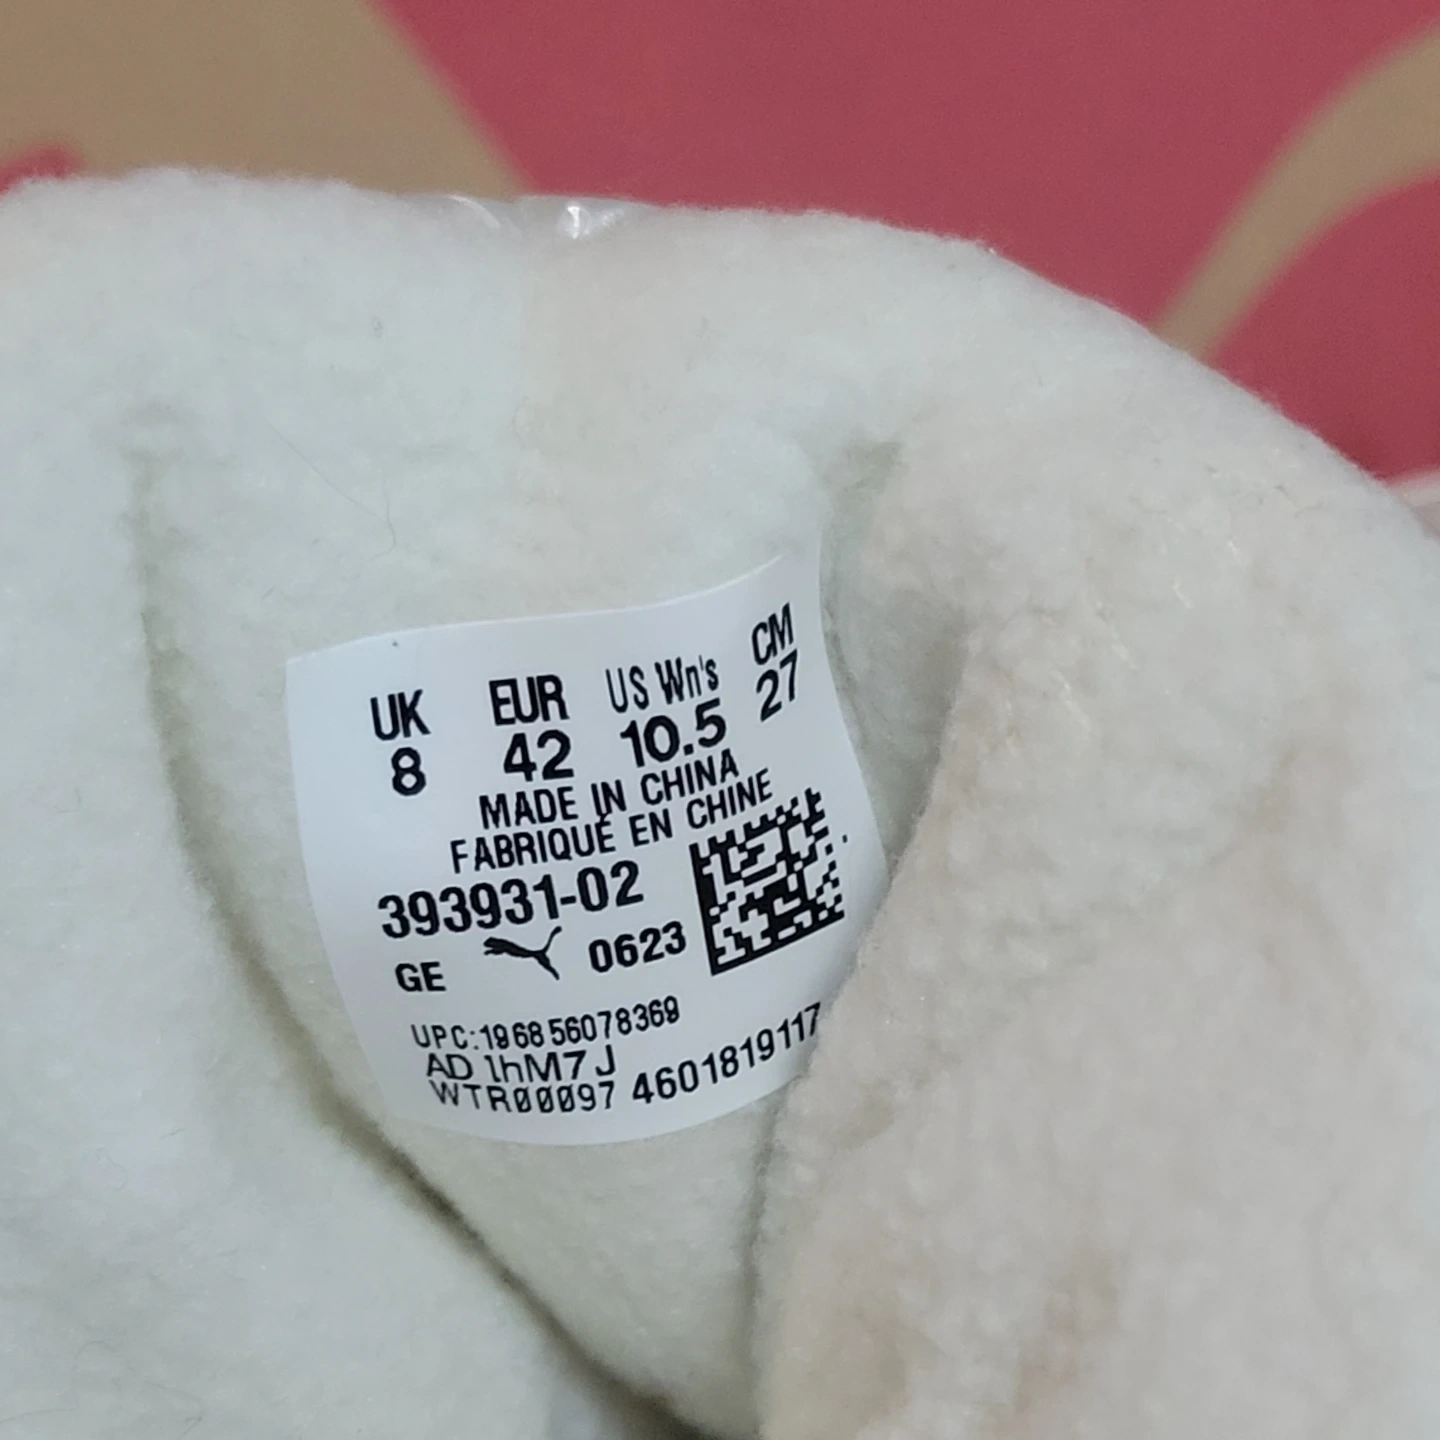 UK EUR US Wn's CM
8 42 10.5 27
MADE IN CHINA
FABRIQUÉ EN CHINE
393931-02
GE 0623
UPC:196856078369
AD 1hM7J
WTR00097 4601819117